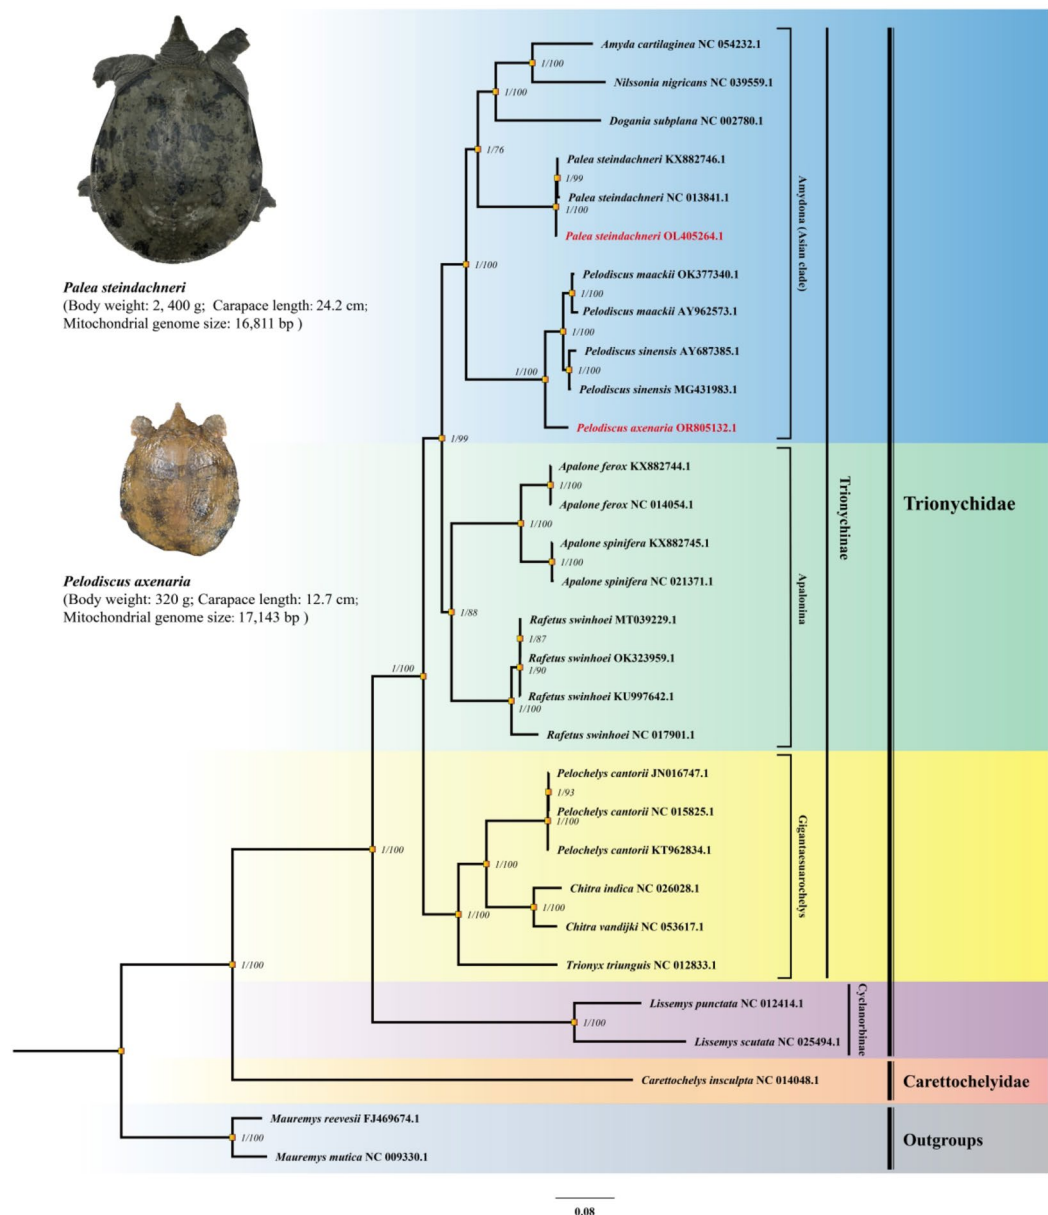 Palea steindachneri
(Body weight: 2, 400 g; Carapace length: 24.2 cm;
Mitochondrial genome size: 16,811 bp )
Pelodiscus axenaria
(Body weight: 320 g; Carapace length: 12.7 cm;
Mitochondrial genome size: 17,143 bp )
Amyda cartilaginea NC 054232.1
1/100
Nilssonia nigricans NC 039559.1
1/100
Dogania subplana NC 002780.1
1/76
Palea steindachneri KX882746.1
1/99
Palea steindachneri NC 013841.1
1/100
Palea steindachneri OL405264.1
1/100
Pelodiscus maackii OK377340.1
1/100
Pelodiscus maackii AY962573.1
1/100
Pelodiscus sinensis AY687385.1
1/100
1/100
Pelodiscus sinensis MG431983.1
Pelodiscus axenaria OR805132.1
1/99
Apalone ferox KX882744.1
1/100
Apalone ferox NC 014054.1
1/100
Apalone spinifera KX882745.1
1/100
Apalone spinifera NC 021371.1
1/88
Rafetus swinhoei MT039229.1
1/87
Rafetus swinhoei OK323959.1
1/90
1/100
Rafetus swinhoei KU997642.1
1/100
Rafetus swinhoei NC 017901.1
Pelochelys cantorii JN016747.1
1/93
Pelochelys cantorii NC 015825.1
1/100
Pelochelys cantorii KT962834.1
1/100
1/100
Chitra indica NC 026028.1
1/100
1/100
Chitra vandijki NC 053617.1
Trionyx triunguis NC 012833.1
1/100
Lissemys punctata NC 012414.1
1/100
Lissemys scutata NC 025494.1
Carettochelys insculpta NC 014048.1
Mauremys reevesii FJ469674.1
1/100
Mauremys mutica NC 009330.1
Amydona (Asian clade)
Apalonina
Gigantaesuarochelys
Trionychinae
Cyclanorbinae
Trionychidae
Carettochelyidae
Outgroups
0.08